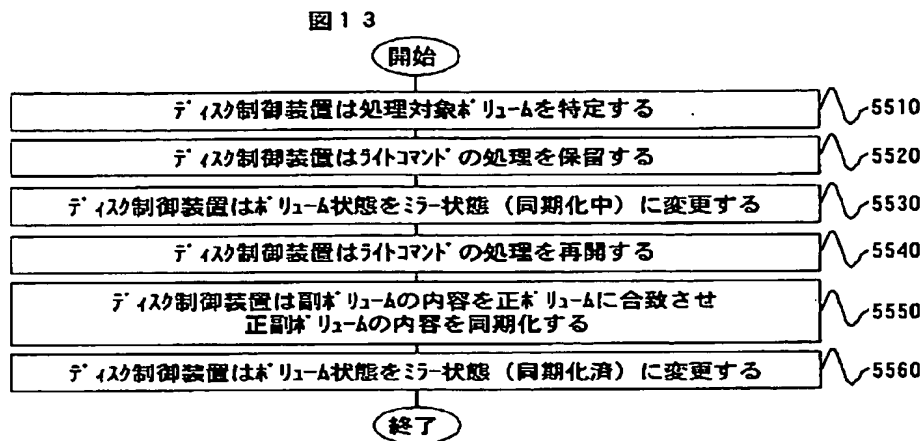 図１３
開始
ﾃﾞｨｽｸ制御装置は処理対象ﾎﾞﾘｭｰﾑを特定する
5510
ﾃﾞｨｽｸ制御装置はﾗｲﾄｺﾏﾝﾄﾞの処理を保留する
5520
ﾃﾞｨｽｸ制御装置はﾎﾞﾘｭｰﾑ状態をﾐﾗｰ状態（同期化中）に変更する
5530
ﾃﾞｨｽｸ制御装置はﾗｲﾄｺﾏﾝﾄﾞの処理を再開する
5540
ﾃﾞｨｽｸ制御装置は副ﾎﾞﾘｭｰﾑの内容を正ﾎﾞﾘｭｰﾑに合致させ
正副ﾎﾞﾘｭｰﾑの内容を同期化する
5550
ﾃﾞｨｽｸ制御装置はﾎﾞﾘｭｰﾑ状態をﾐﾗｰ状態（同期化済）に変更する
5560
終了